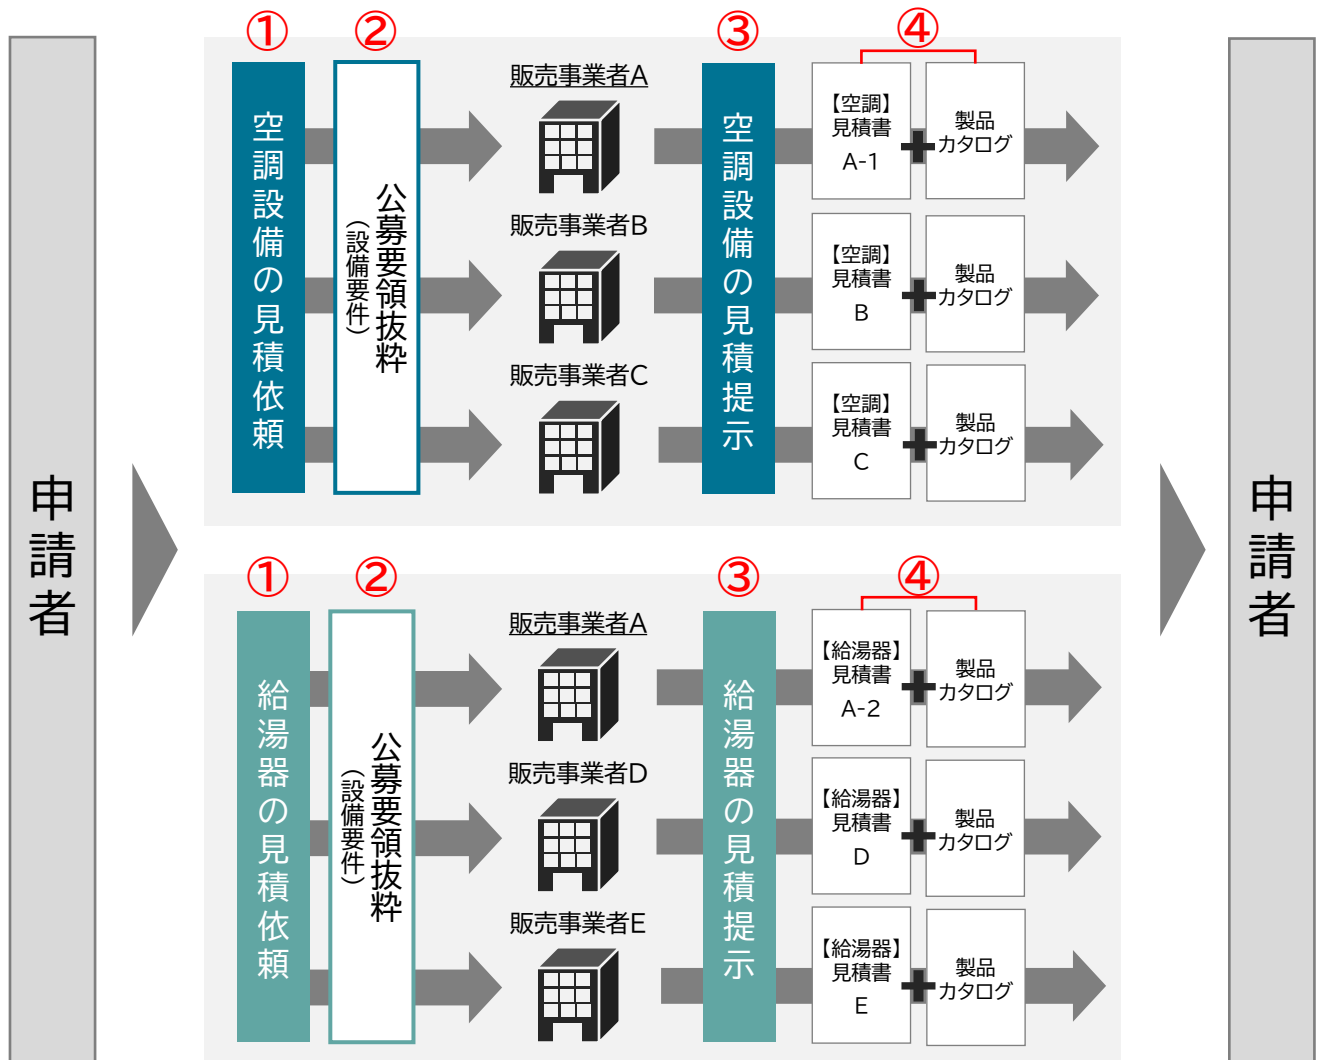 申請者
①
②
③
④
空調設備の見積依頼
公募要領抜粋
（設備要件）
販売事業者A
販売事業者B
販売事業者C
空調設備の見積提示
【空調】
見積書
A-1
製品
カタログ
【空調】
見積書
B
製品
カタログ
【空調】
見積書
C
製品
カタログ
①
②
③
④
給湯器の見積依頼
公募要領抜粋
（設備要件）
販売事業者A
販売事業者D
販売事業者E
給湯器の見積提示
【給湯器】
見積書
A-2
製品
カタログ
【給湯器】
見積書
D
製品
カタログ
【給湯器】
見積書
E
製品
カタログ
申請者